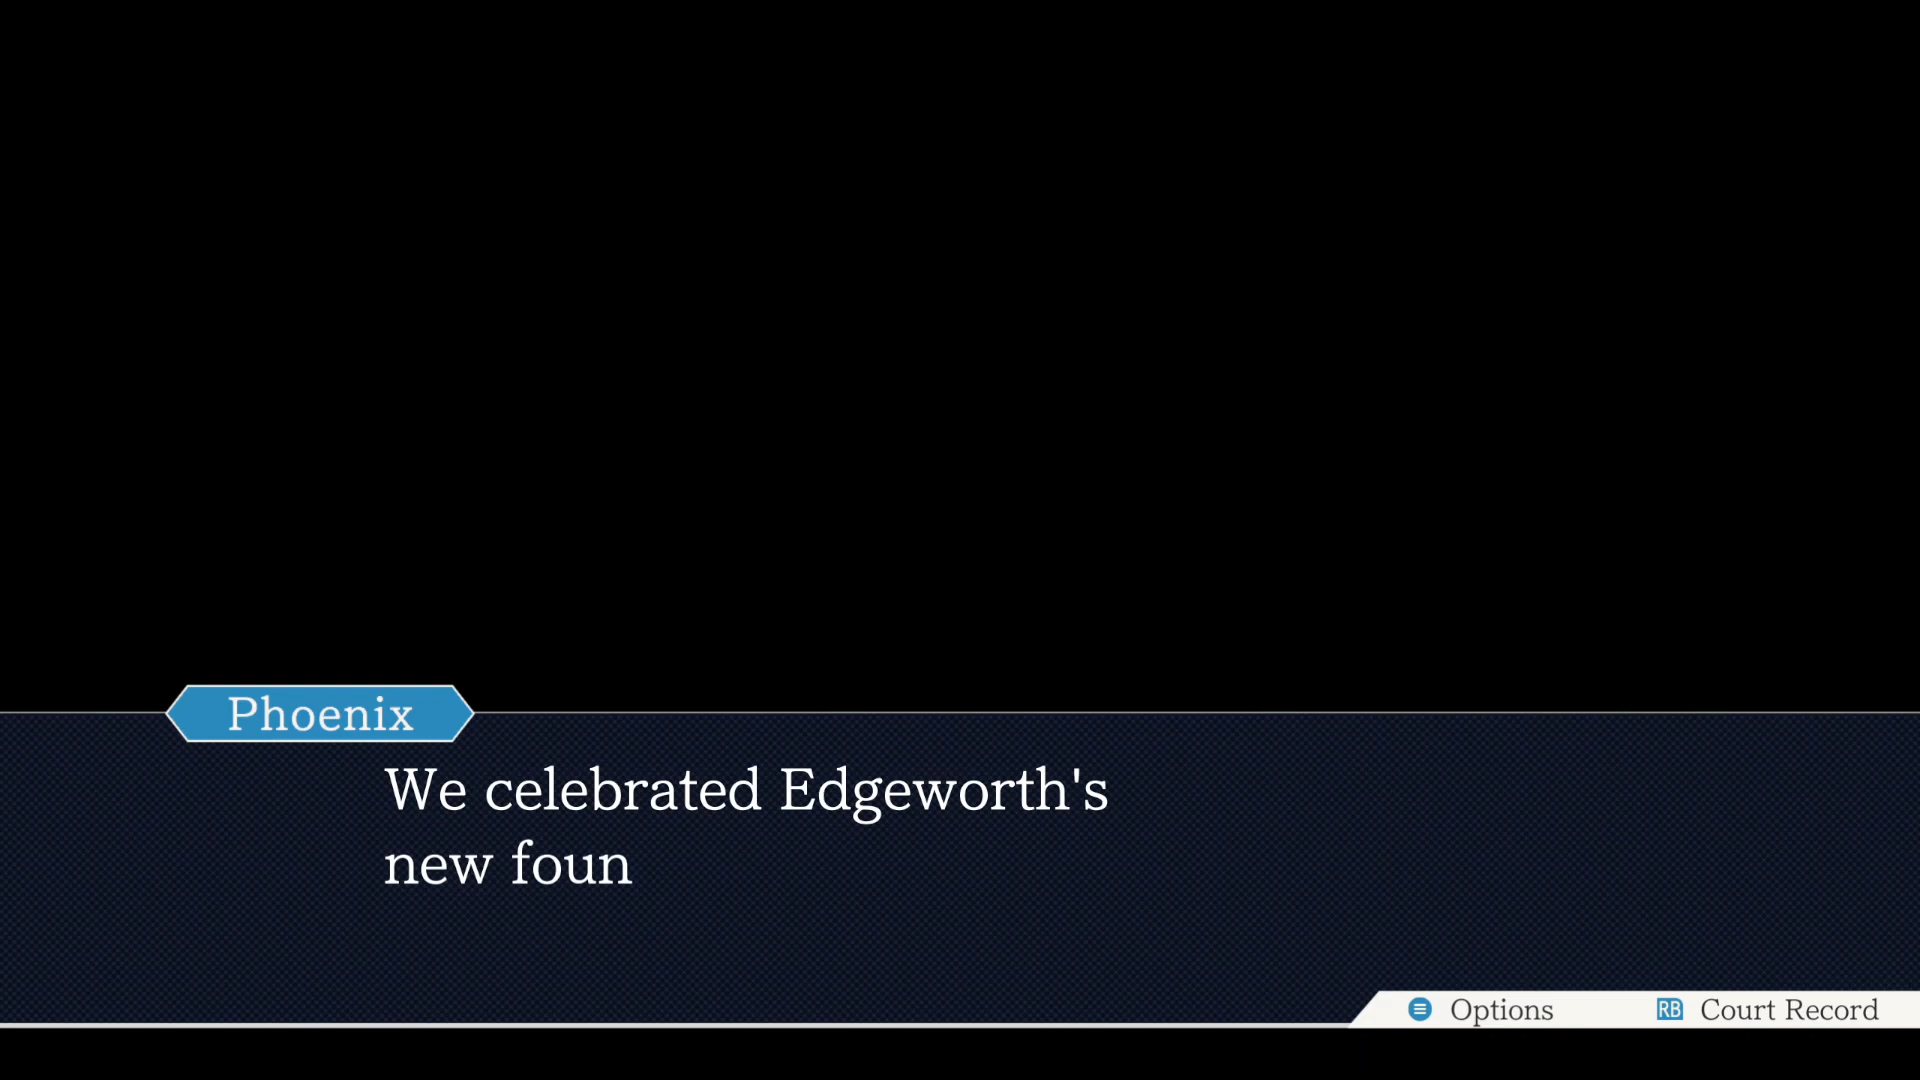 Phoenix
We celebrated Edgeworth's
new foun
Options
RB Court Record